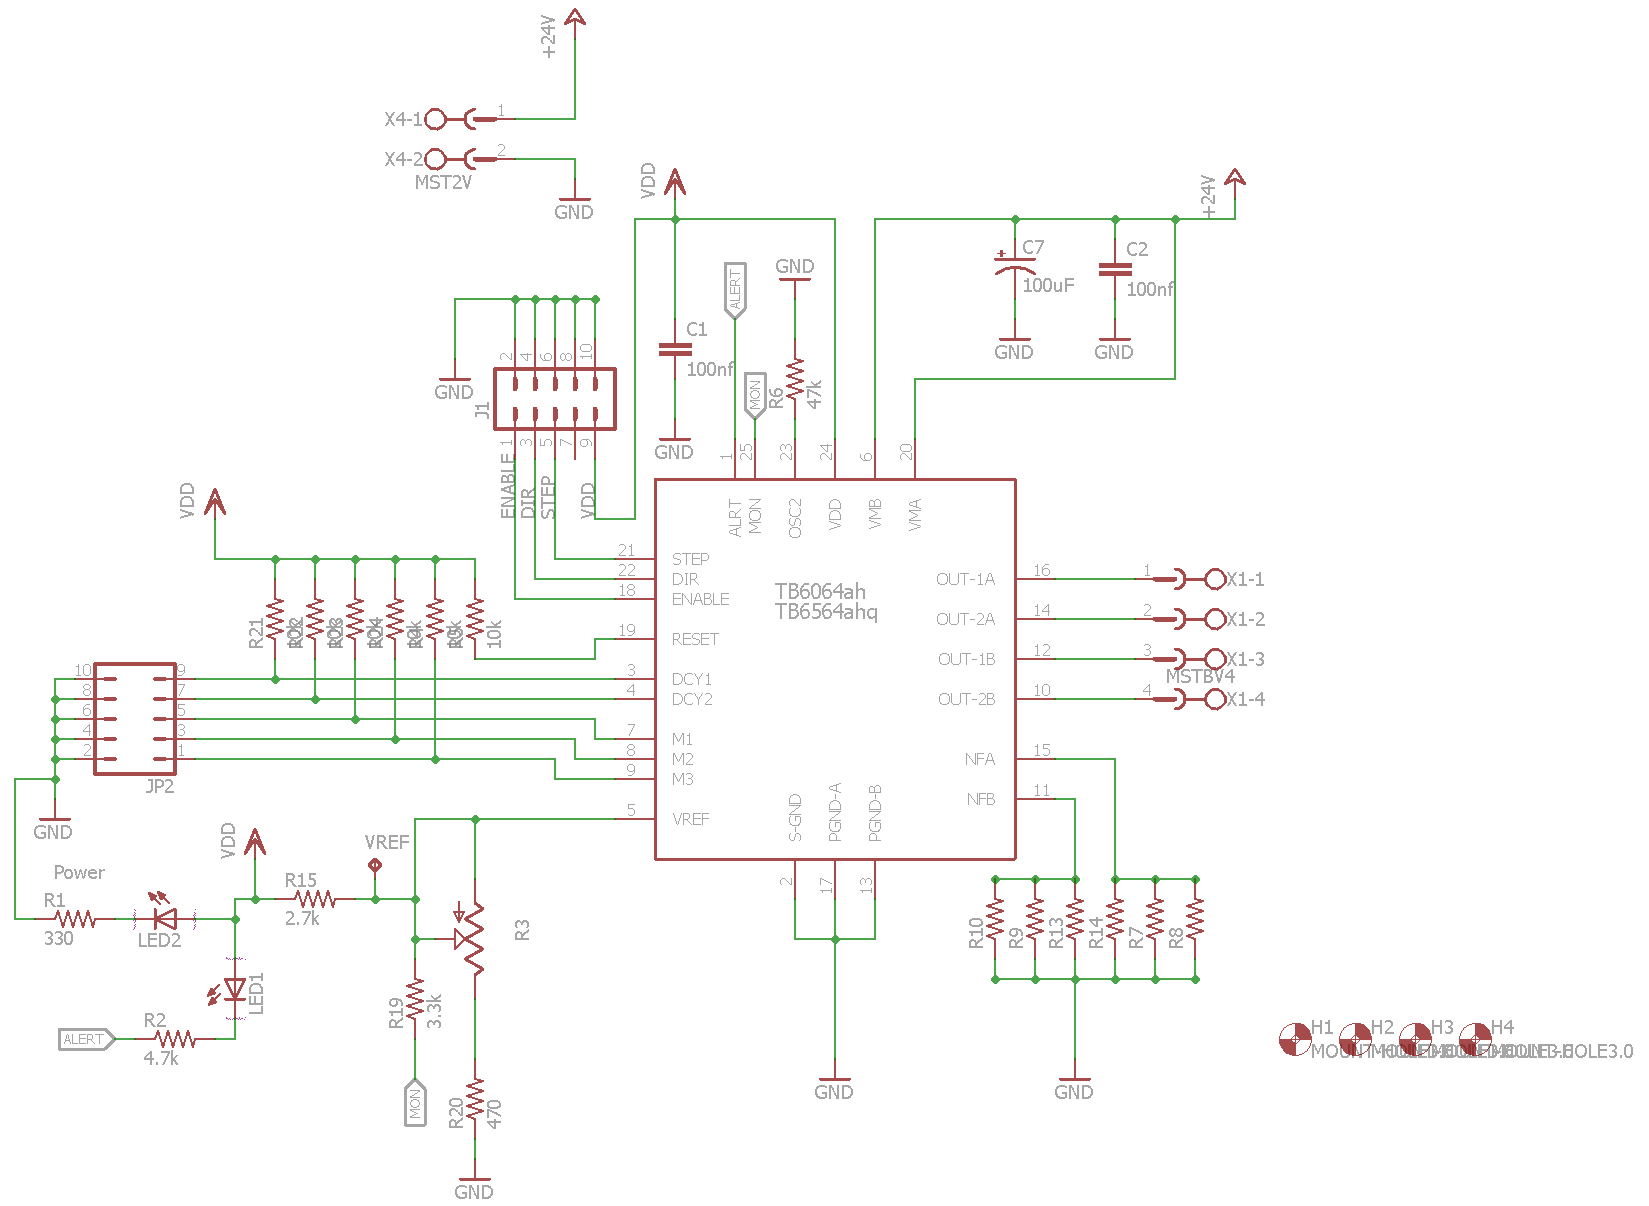 +24V
X4-1
1
X4-2
2
MST2V
GND
VDD
+24V
C7
100uF
C2
100nf
GND
GND
GND
ALERT
C1
100nf
GND
MON
R6
47k
GND
2
4
6
8
10
J1
1
3
5
7
9
ENABLE
DIR
STEP
VDD
1
25
23
24
6
20
ALRT
MON
OSC2
VDD
VMB
VMA
TB6064ah
TB6564ahq
21
STEP
22
DIR
18
ENABLE
19
RESET
3
DCY1
4
DCY2
7
M1
8
M2
9
M3
5
VREF
OUT-1A
16
1
X1-1
OUT-2A
14
2
X1-2
OUT-1B
12
3
X1-3
MSTBV4
OUT-2B
10
4
X1-4
NFA
15
NFB
11
S-GND
PGND-A
PGND-B
2
17
13
GND
VDD
R21
10k
10
9
8
7
6
5
4
3
2
1
JP2
GND
Power
R1
330
LED2
VDD
R15
2.7k
VREF
LED1
ALERT
R2
4.7k
R3
R19
3.3k
MON
R20
470
GND
R10
R9
R13
R14
R7
R8
GND
H1
H2
H3
H4